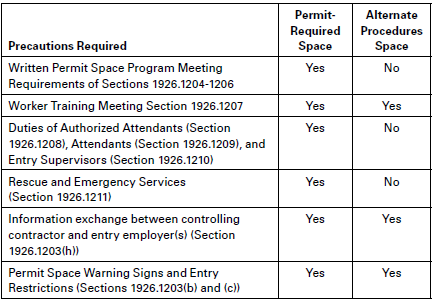 Precautions Required
Permit-
Required
Space
Alternate
Procedures
Space
Written Permit Space Program Meeting
Requirements of Sections 1926.1204-1206
Yes
No
Worker Training Meeting Section 1926.1207
Yes
Yes
Duties of Authorized Attendants (Section
1926.1208), Attendants (Section 1926.1209), and
Entry Supervisors (Section 1926.1210)
Yes
No
Rescue and Emergency Services
(Section 1926.1211)
Yes
No
Information exchange between controlling
contractor and entry employer(s) (Section
1926.1203(h))
Yes
Yes
Permit Space Warning Signs and Entry
Restrictions (Sections 1926.1203(b) and (c))
Yes
Yes